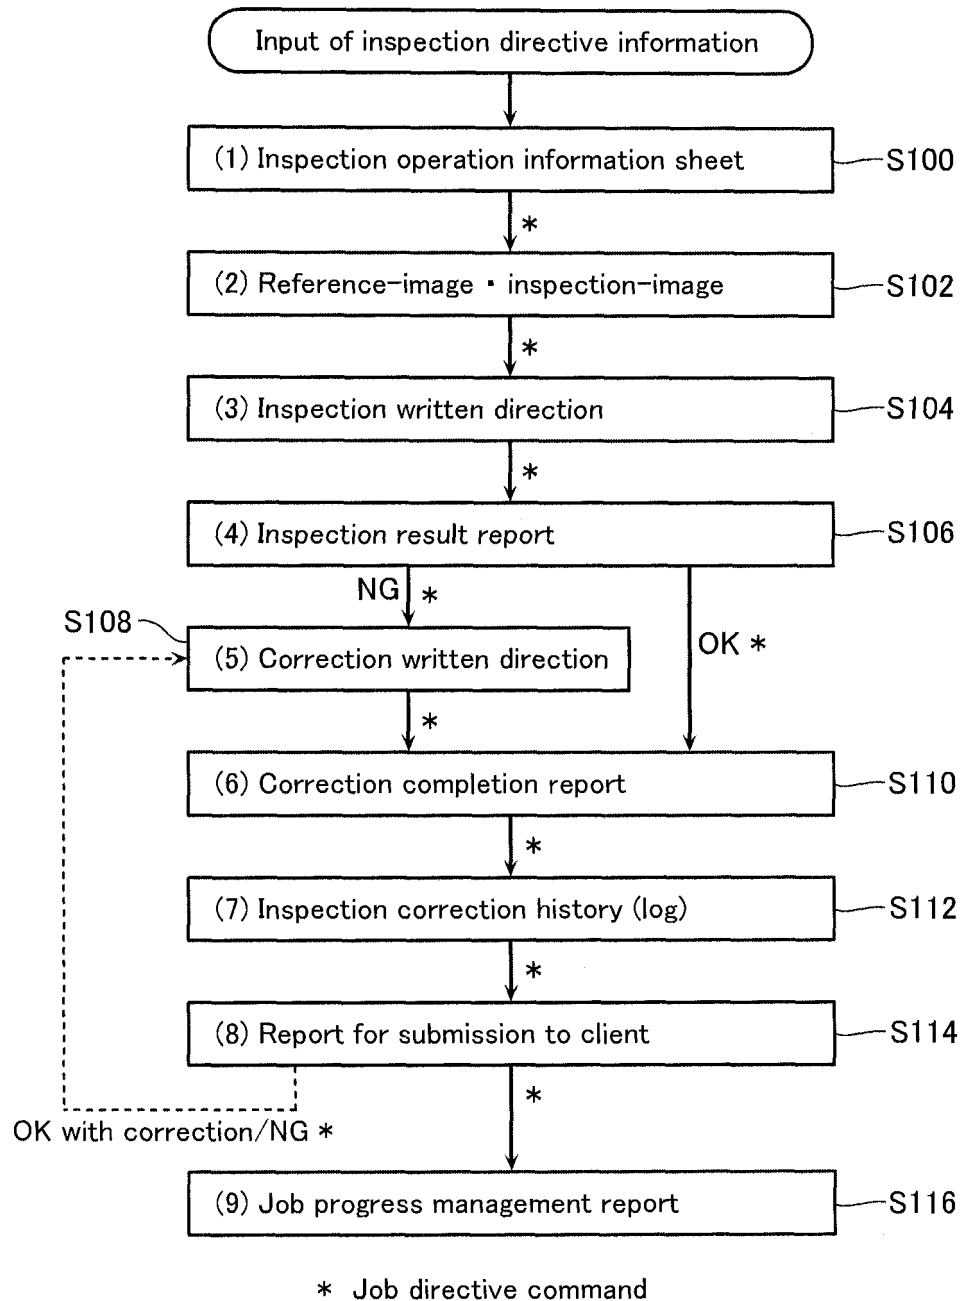 Input of inspection directive information
(1) Inspection operation information sheet
S100
*
(2) Reference-image・inspection-image
S102
*
(3) Inspection written direction
S104
*
(4) Inspection result report
S106
NG *
S108
(5) Correction written direction
OK *
*
(6) Correction completion report
S110
*
(7) Inspection correction history (log)
S112
*
(8) Report for submission to client
S114
*
OK with correction/NG *
(9) Job progress management report
S116
* Job directive command